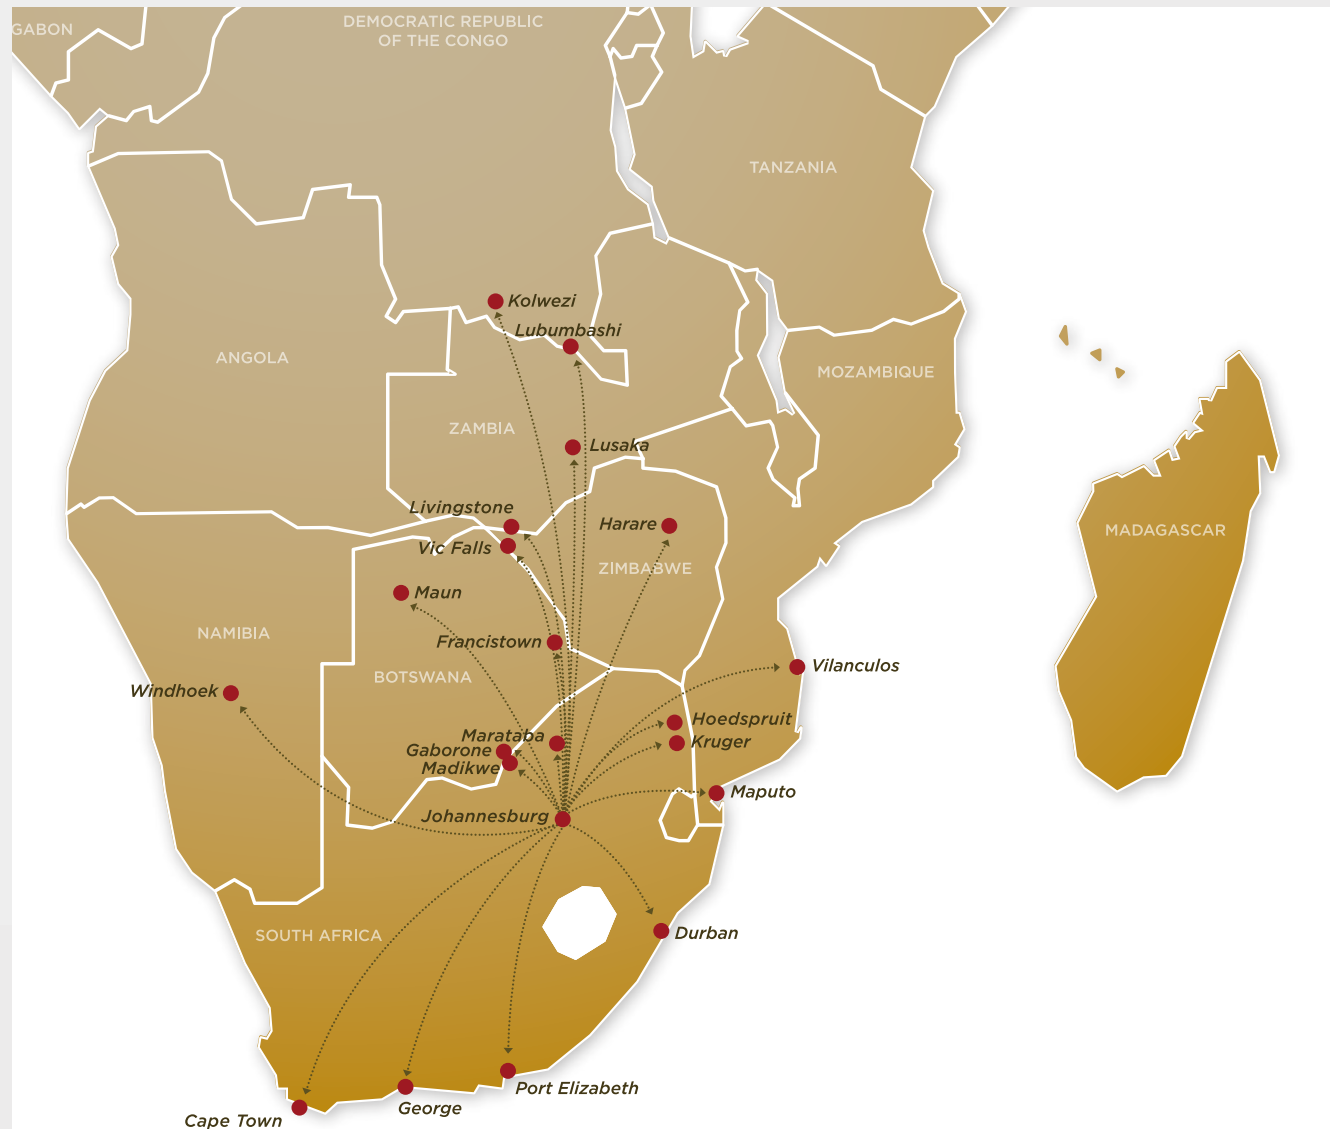 GABON
DEMOCRATIC REPUBLIC
OF THE CONGO
TANZANIA
Kolwezi
Lubumbashi
ANGOLA
MOZAMBIQUE
ZAMBIA
Lusaka
Livingstone
Harare
MADAGASCAR
Vic Falls
ZIMBABWE
Maun
NAMIBIA
Francistown
Vilanculos
BOTSWANA
Windhoek
Hoedspruit
Marataba
Kruger
Gaborone
Madikwe
Maputo
Johannesburg
Durban
SOUTH AFRICA
Port Elizabeth
George
Cape Town